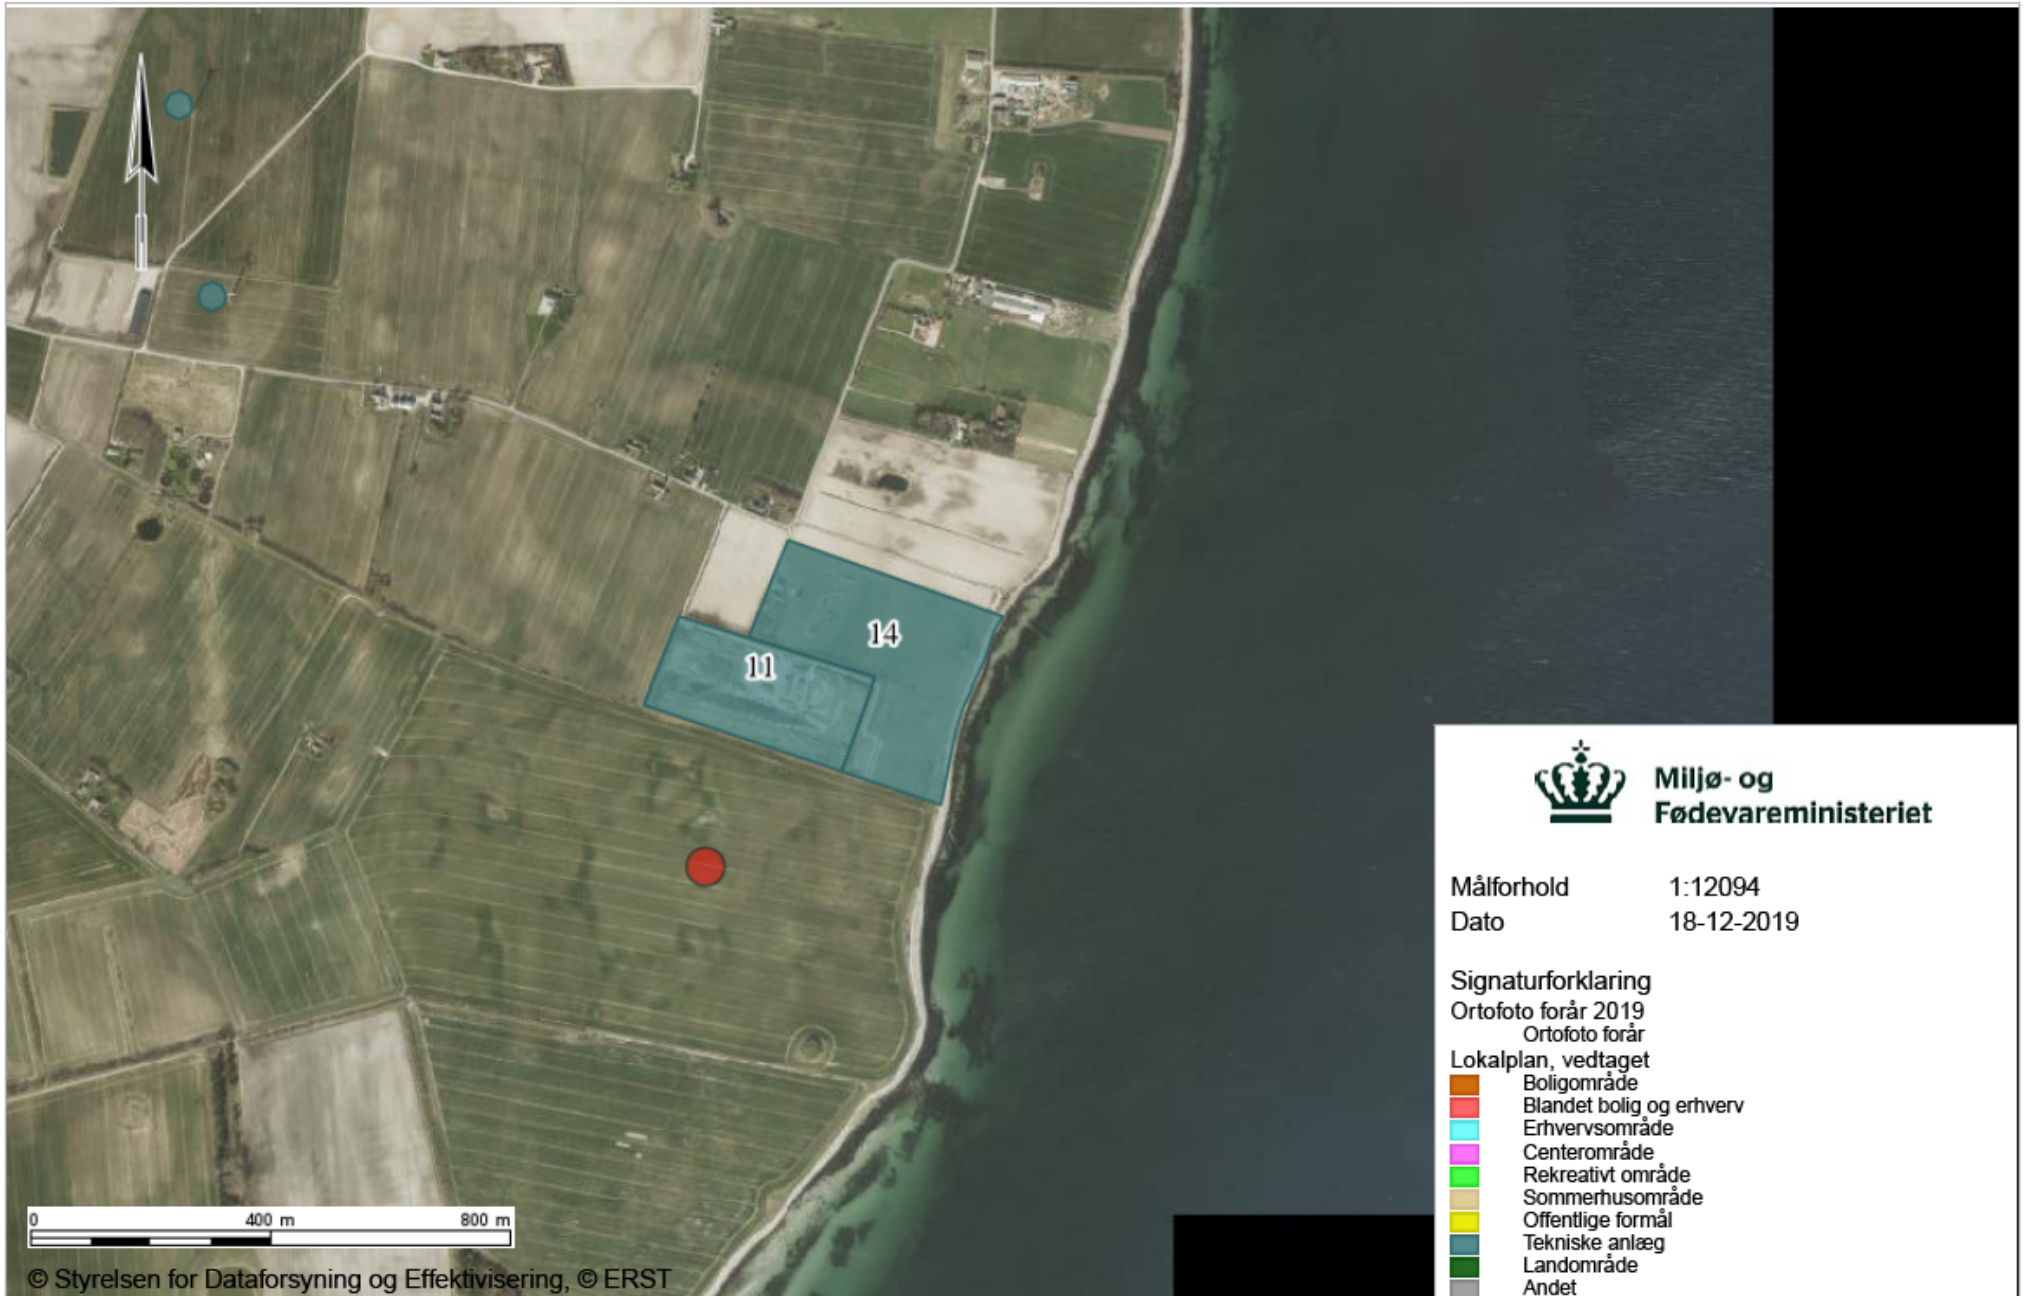 14
11
Miljø- og
Fødevareministeriet
Målforhold 1:12094
Dato 18-12-2019
Signaturforklaring
Ortofoto forår 2019
Ortofoto forår
Lokalplan, vedtaget
Boligområde
Blandet bolig og erhverv
Erhvervsområde
Centerområde
Rekreativt område
Sommerhusområde
Offentlige formål
Tekniske anlæg
Landområde
Andet
0 400 m 800 m
© Styrelsen for Dataforsyning og Effektivisering, © ERST